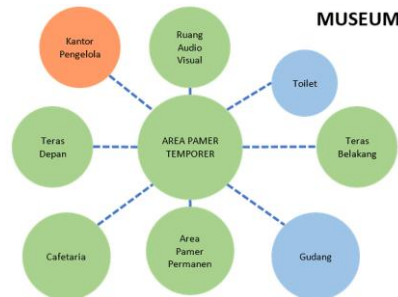 MUSEUM
Kantor
Pengelola
Ruang
Audio
Visual
Toilet
Teras
Depan
AREA PAMER
TEMPORER
Teras
Belakang
Cafetaria
Area
Pamer
Permanen
Gudang